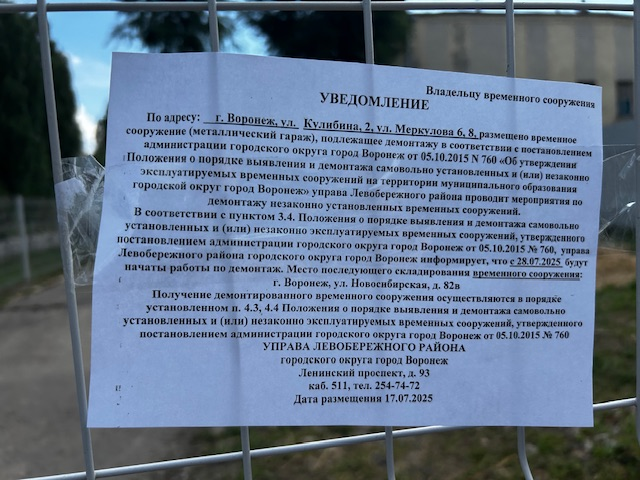 Владельцу временного сооружения
УВЕДОМЛЕНИЕ
По адресу: г. Воронеж, ул. Кулибина, 2, ул. Меркулова 6, 8, размещено временное
сооружение (металлический гараж), подлежащее демонтажу в соответствии с постановлением
администрации городского округа город Воронеж от 05.10.2015 N 760 «Об утверждении
Положения о порядке выявления и демонтажа самовольно установленных и (или) незаконно
эксплуатируемых временных сооружений на территории муниципального образования
городской округ город Воронеж» управа Левобережного района проводит мероприятия по
демонтажу незаконно установленных временных сооружений.
В соответствии с пунктом 3.4. Положения о порядке выявления и демонтажа самовольно
установленных и (или) незаконно эксплуатируемых временных сооружений, утвержденного
постановлением администрации городского округа город Воронеж от 05.10.2015 № 760, управа
Левобережного района городского округа город Воронеж информирует, что с 28.07.2025 будут
начаты работы по демонтаж. Место последующего складирования временного сооружения:
г. Воронеж, ул. Новосибирская, д. 82в
Получение демонтированного временного сооружения осуществляются в порядке
установленном п. 4.3, 4.4 Положения о порядке выявления и демонтажа самовольно
установленных и (или) незаконно эксплуатируемых временных сооружений, утвержденного
постановлением администрации городского округа город Воронеж от 05.10.2015 № 760
УПРАВА ЛЕВОБЕРЕЖНОГО РАЙОНА
городского округа город Воронеж
Ленинский проспект, д. 93
каб. 511, тел. 254-74-72
Дата размещения 17.07.2025